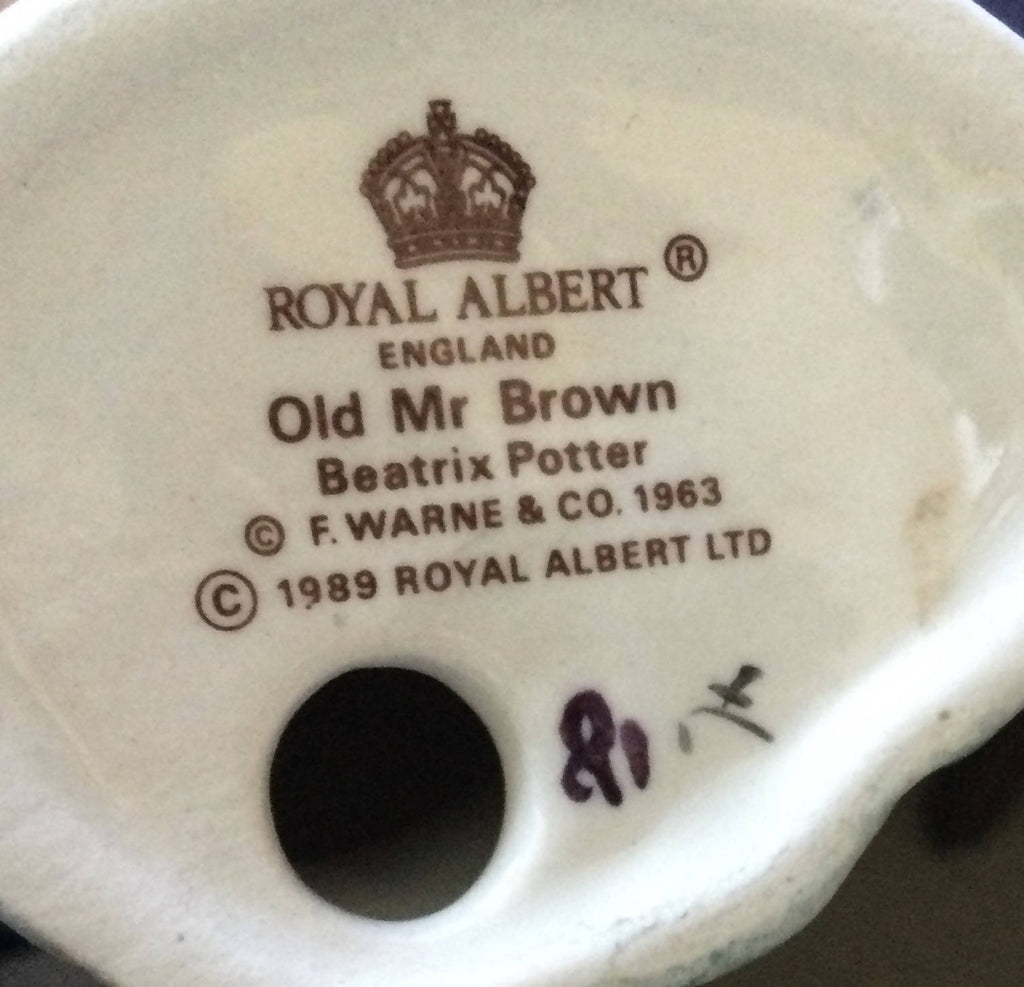 ROYAL ALBERT ®
ENGLAND
Old Mr Brown
Beatrix Potter
© F. WARNE & CO. 1963
© 1989 ROYAL ALBERT LTD